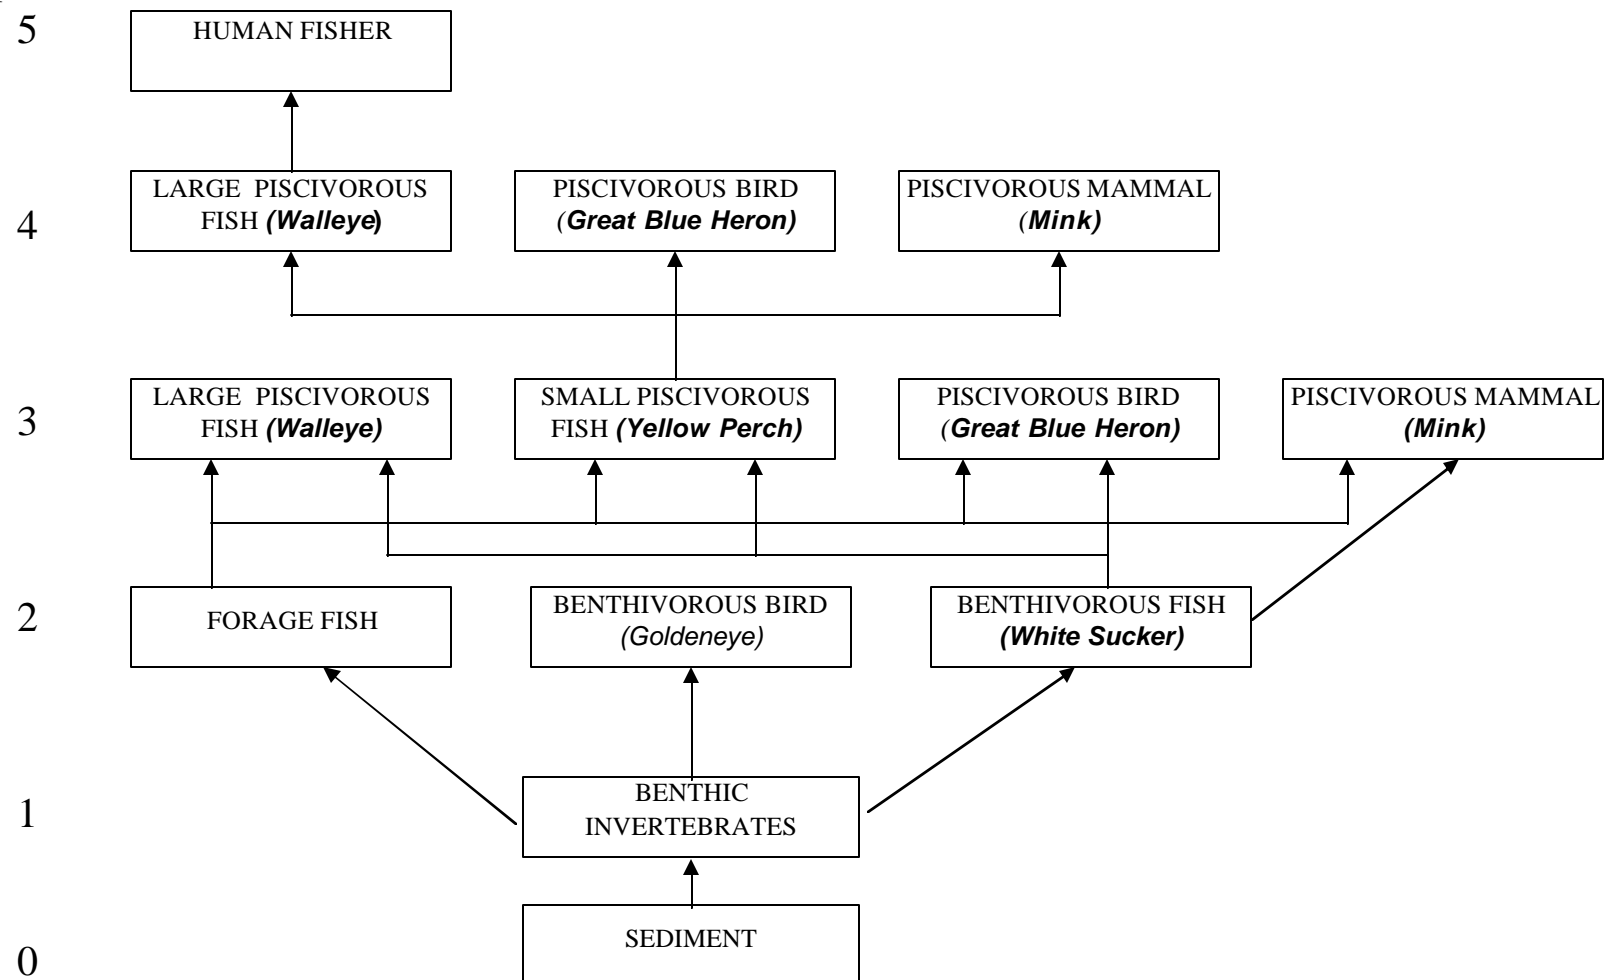 5
HUMAN FISHER
4
LARGE PISCIVOROUS
FISH (Walleye)
PISCIVOROUS BIRD
(Great Blue Heron)
PISCIVOROUS MAMMAL
(Mink)
3
LARGE PISCIVOROUS
FISH (Walleye)
SMALL PISCIVOROUS
FISH (Yellow Perch)
PISCIVOROUS BIRD
(Great Blue Heron)
PISCIVOROUS MAMMAL
(Mink)
2
FORAGE FISH
BENTHIVOROUS BIRD
(Goldeneye)
BENTHIVOROUS FISH
(White Sucker)
1
BENTHIC
INVERTEBRATES
SEDIMENT
0